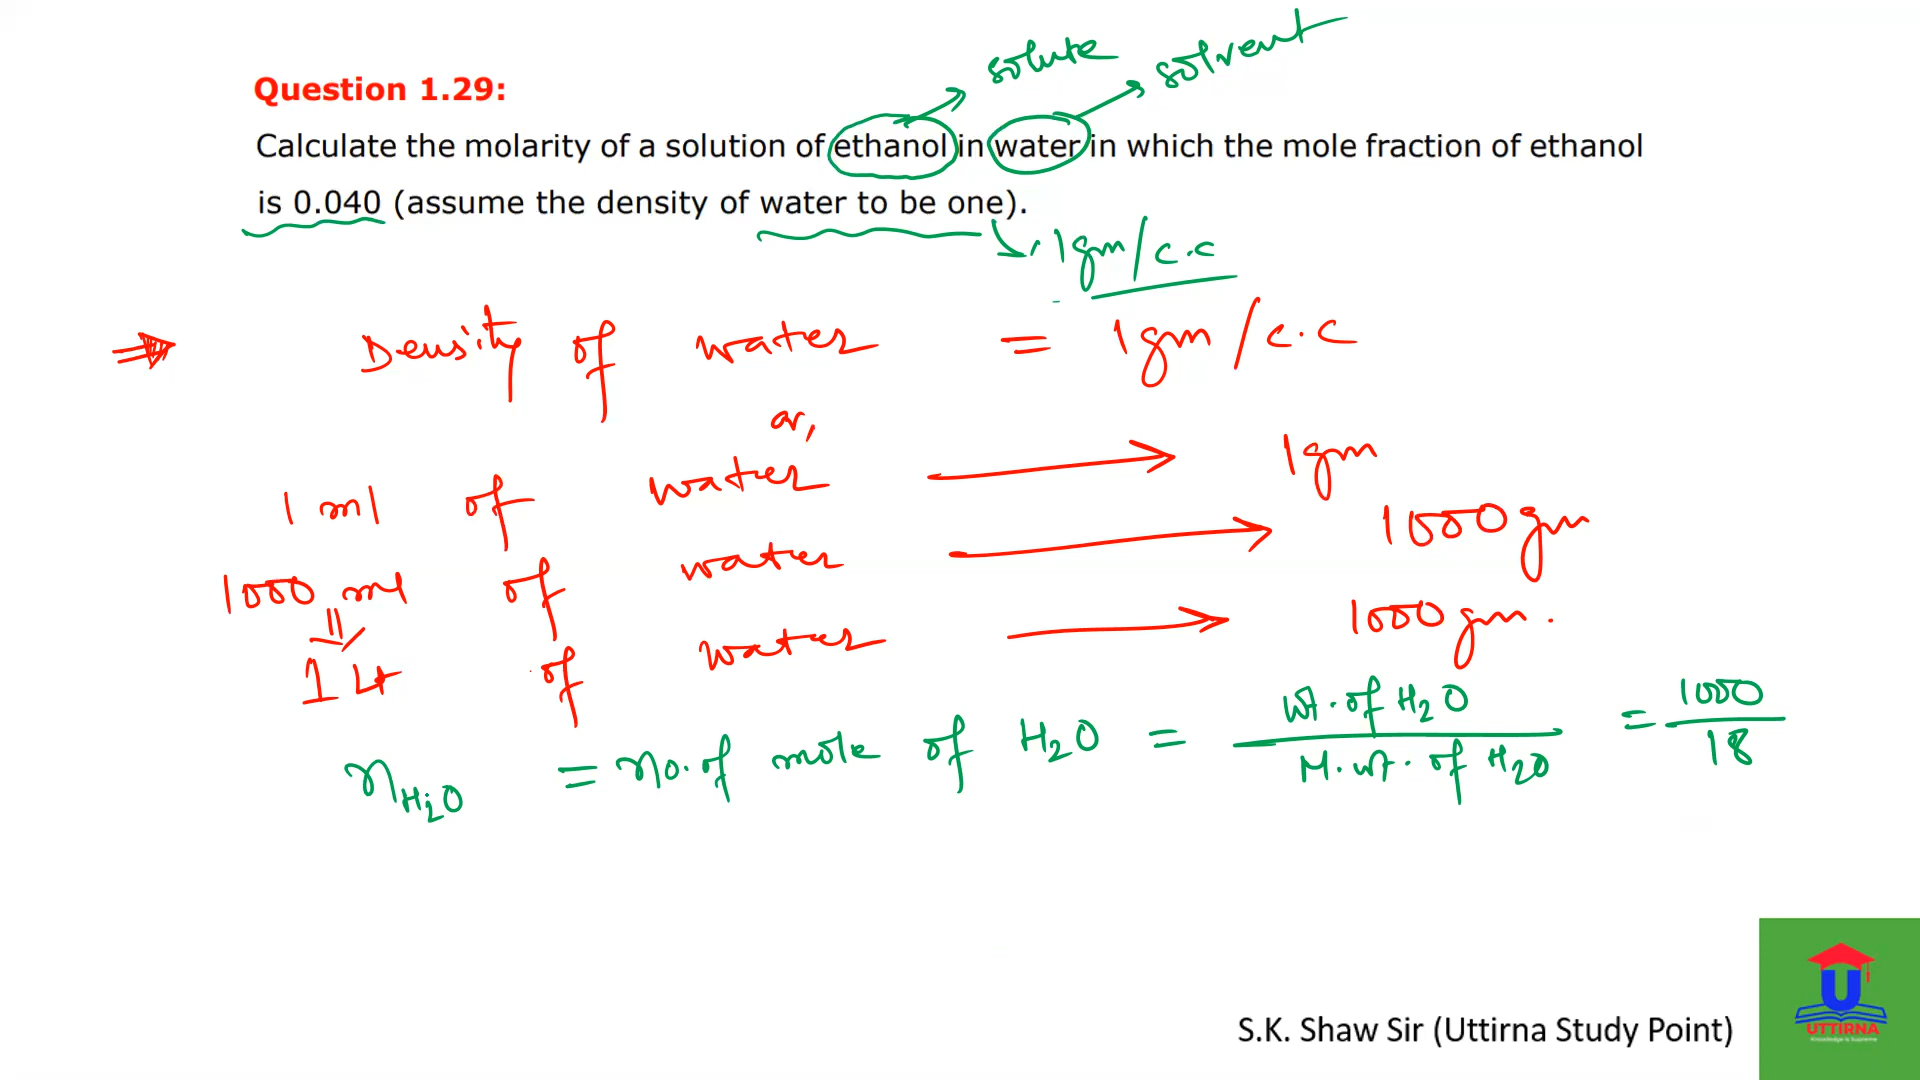 solute
solvent
Question 1.29:
Calculate the molarity of a solution of ethanol in water in which the mole fraction of ethanol
is 0.040 (assume the density of water to be one).
1gm/c.c
⇒ Density of water = 1gm/c.c
or,
1 ml of water → 1gm
1000 ml of water → 1000 gm
=
1 Lt of water → 1000 gm.
nH2O = no. of mole of H2O = wt. of H2O / M. wt. of H2O = 1000 / 18
S.K. Shaw Sir (Uttirna Study Point)
U
UTTIRNA
Knowledge is Supreme